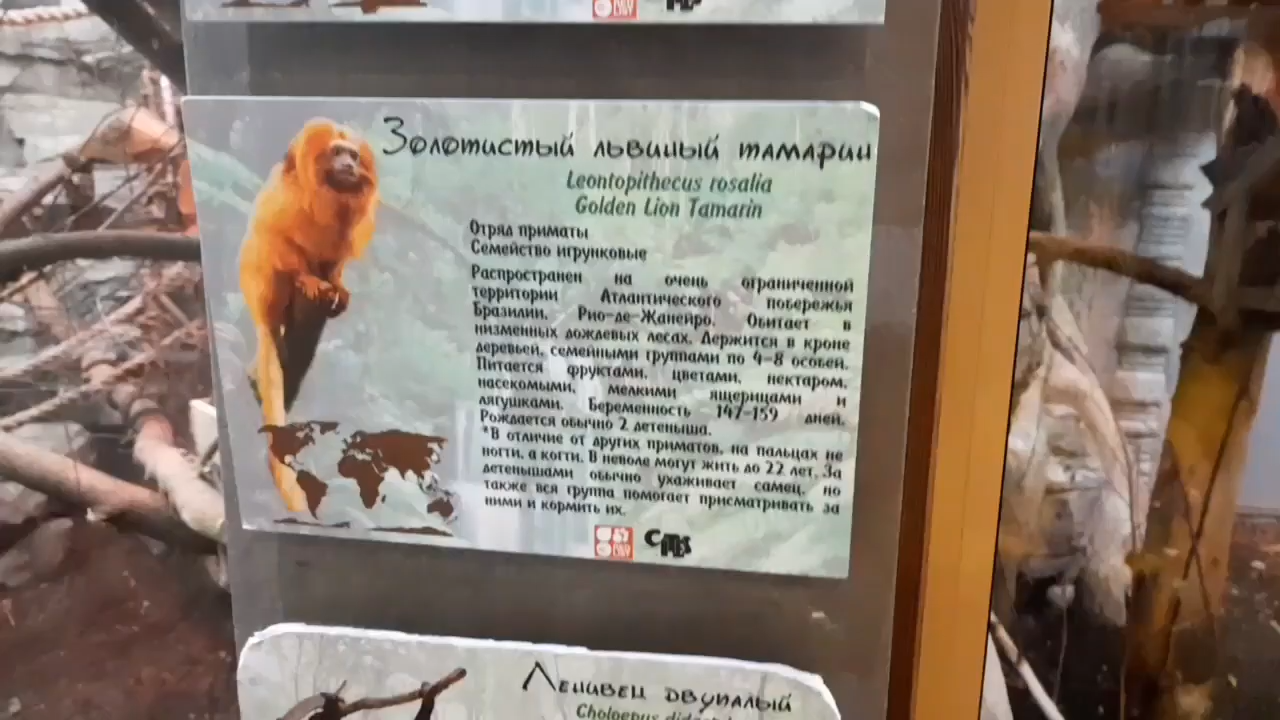 Золотистый львиный тамарин
Leontopithecus rosalia
Golden Lion Tamarin
Отряд приматы
Семейство игрунковые
Распространен на очень ограниченной
территории Атлантического побережья
Бразилии, Рио-де-Жанейро. Обитает в
низменных дождевых лесах. Держится в кроне
деревьей, семейными группами по 4-8 особей.
Питается фруктами, цветами, нектаром,
насекомыми, мелкими ящерицами и
лягушками. Беременность 147-159 дней.
Рождается обычно 2 детеныша.
*В отличие от других приматов, на пальцах не
ногти, а когти. В неволе могут жить до 22 лет. За
детенышами обычно ухаживает самец, но
также вся группа помогает присматривать за
ними и кормить их.
CITES
Ленивец двупалый
Choloepus